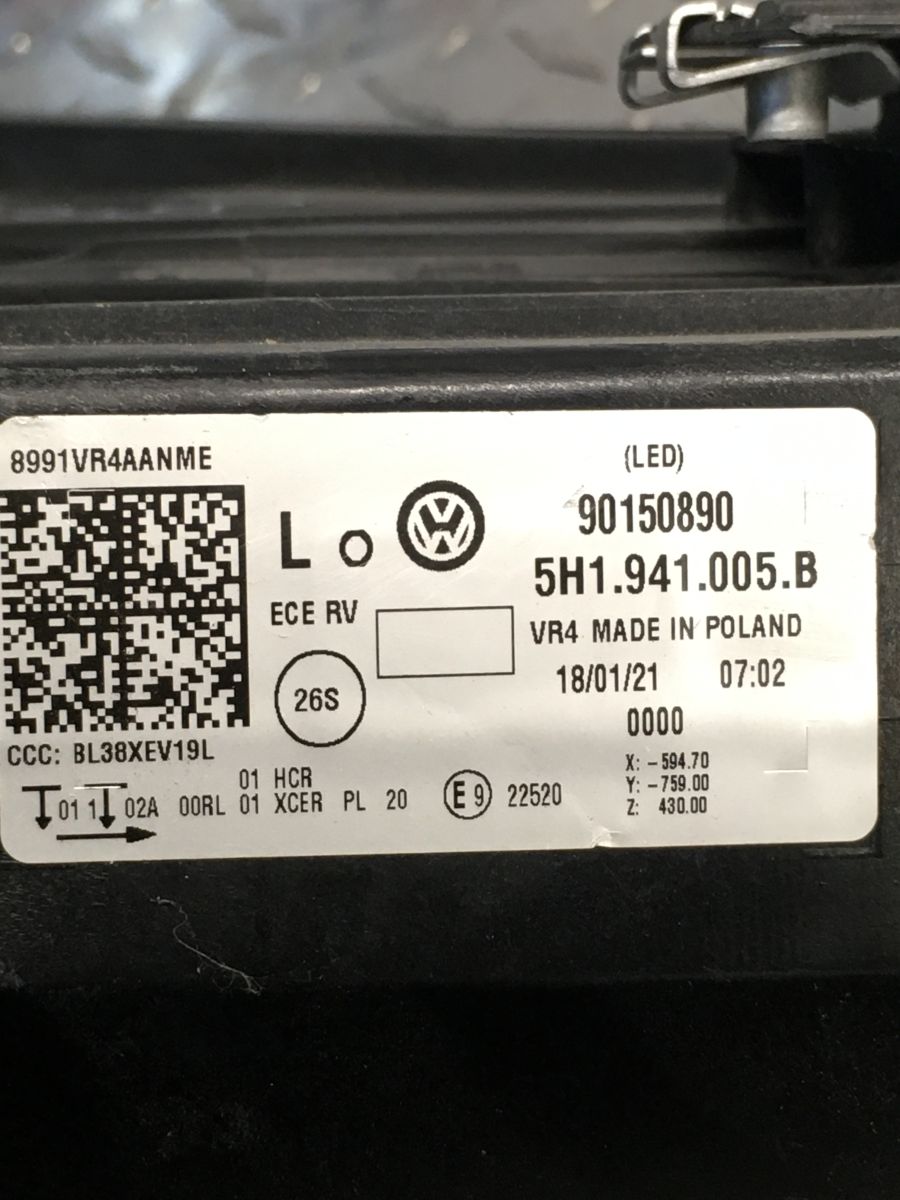 8991VR4AANME
(LED)
L O
90150890
5H1.941.005.B
ECE RV
VR4 MADE IN POLAND
26S
18/01/21 07:02
0000
CCC: BL38XEV19L
X: -594.70
Y: -759.00
Z: 430.00
01 HCR
01 1 02A 00RL 01 XCER PL 20 E 9 22520